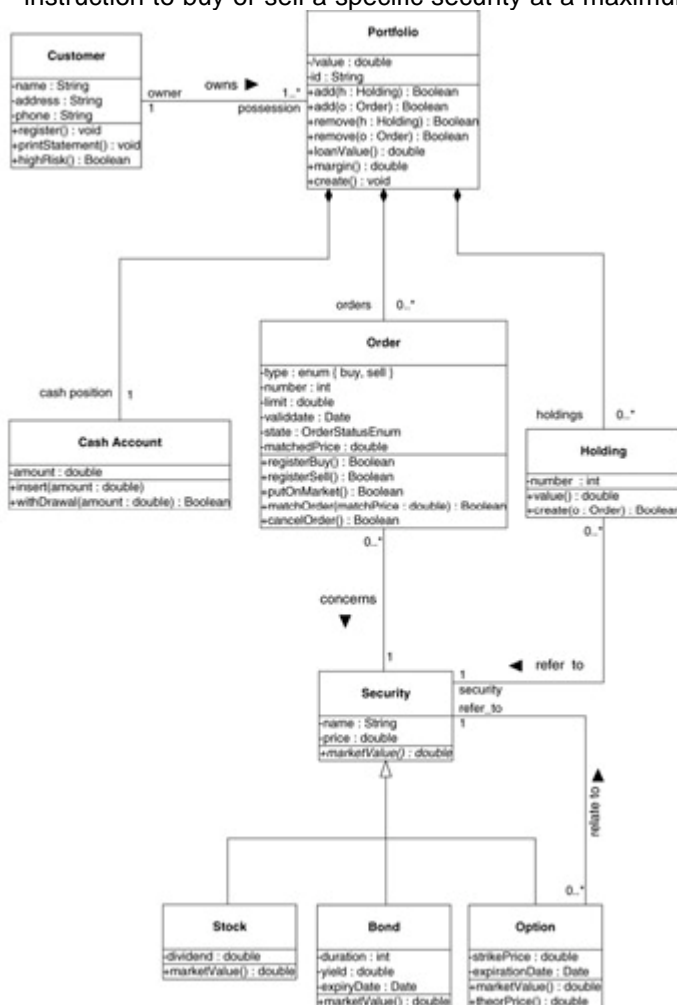 instruction to buy or sell a specific security at a maximum
Portfolio
-/value : double
-id : String
+add(h : Holding) : Boolean
+add(o : Order) : Boolean
+remove(h : Holding) : Boolean
+remove(o : Order) : Boolean
+loanValue() : double
+margin() : double
+create() : void
Customer
-name : String
-address : String
-phone : String
+register() : void
+printStatement() : void
+highRisk() : Boolean
owner owns ▶ 1..*
1 possession
orders 0..*
Order
-type : enum { buy, sell }
-number : int
-limit : double
-validdate : Date
-state : OrderStatusEnum
-matchedPrice : double
+registerBuy() : Boolean
+registerSell() : Boolean
+putOnMarket() : Boolean
+matchOrder(matchPrice : double) : Boolean
+cancelOrder() : Boolean
cash position 1
Cash Account
-amount : double
+insert(amount : double)
+withDrawal(amount : double) : Boolean
holdings 0..*
Holding
-number : int
+value() : double
+create(o : Order) : Boolean
0..*
0..*
concerns
▼
1
◀ refer to
1
security
refer_to
1
Security
-name : String
-price : double
+marketValue() : double
relate to ▶
0..*
Stock
-dividend : double
+marketValue() : double
Bond
-duration : int
-yield : double
-expiryDate : Date
+marketValue() : double
Option
-strikePrice : double
-expirationDate : Date
+marketValue() : double
+theorPrice() : double